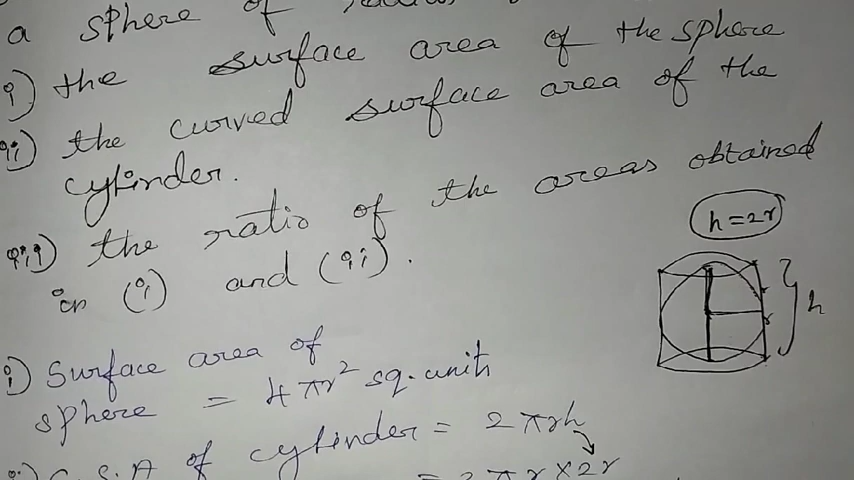 a sphere of radius
i) the surface area of the sphere
ii) the curved surface area of the
cylinder.
iii) the ratio of the areas obtained
in (i) and (ii).
h = 2r
r
h
i) Surface area of
sphere = 4πr² sq. units
ii) C.S.A of cylinder = 2πrh
= 2πr×2r